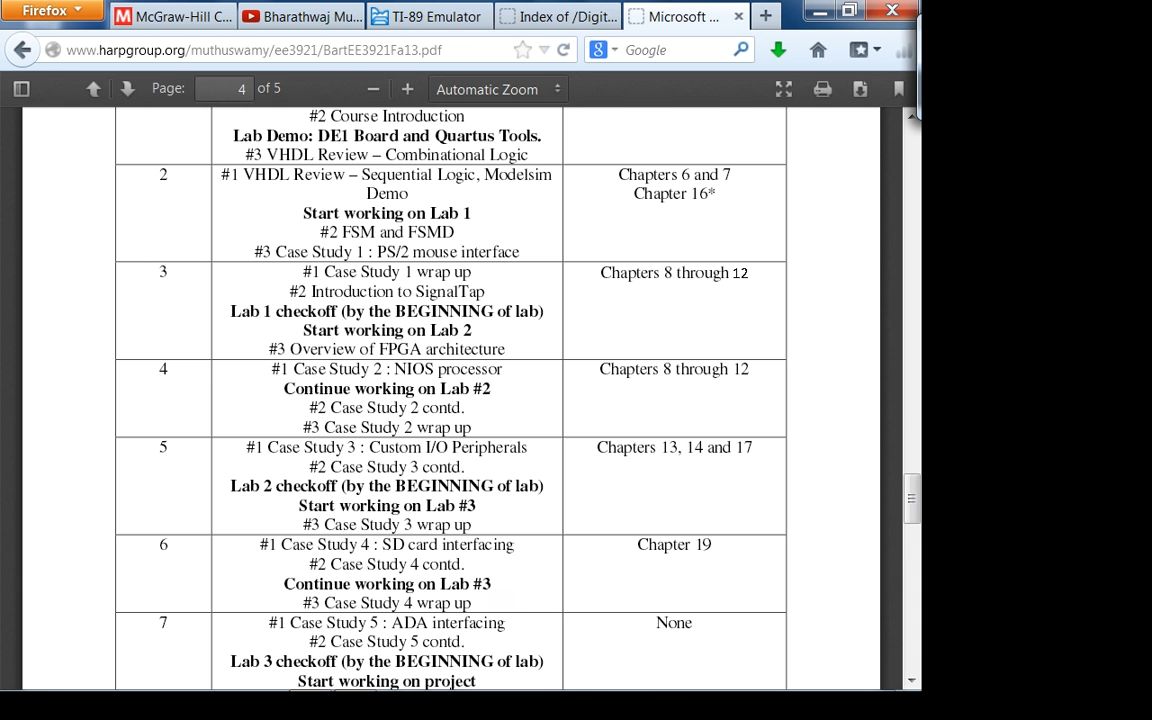 Firefox
McGraw-Hill C...
Bharathwaj Mu...
TI-89 Emulator
Index of /Digit...
Microsoft ...
www.harpgroup.org/muthuswamy/ee3921/BartEE3921Fa13.pdf
Google
Page: 4 of 5
Automatic Zoom
#2 Course Introduction
Lab Demo: DE1 Board and Quartus Tools.
#3 VHDL Review – Combinational Logic
2
#1 VHDL Review – Sequential Logic, Modelsim
Demo
Start working on Lab 1
#2 FSM and FSMD
#3 Case Study 1 : PS/2 mouse interface
Chapters 6 and 7
Chapter 16*
3
#1 Case Study 1 wrap up
#2 Introduction to SignalTap
Lab 1 checkoff (by the BEGINNING of lab)
Start working on Lab 2
#3 Overview of FPGA architecture
Chapters 8 through 12
4
#1 Case Study 2 : NIOS processor
Continue working on Lab #2
#2 Case Study 2 contd.
#3 Case Study 2 wrap up
Chapters 8 through 12
5
#1 Case Study 3 : Custom I/O Peripherals
#2 Case Study 3 contd.
Lab 2 checkoff (by the BEGINNING of lab)
Start working on Lab #3
#3 Case Study 3 wrap up
Chapters 13, 14 and 17
6
#1 Case Study 4 : SD card interfacing
#2 Case Study 4 contd.
Continue working on Lab #3
#3 Case Study 4 wrap up
Chapter 19
7
#1 Case Study 5 : ADA interfacing
#2 Case Study 5 contd.
Lab 3 checkoff (by the BEGINNING of lab)
Start working on project
None